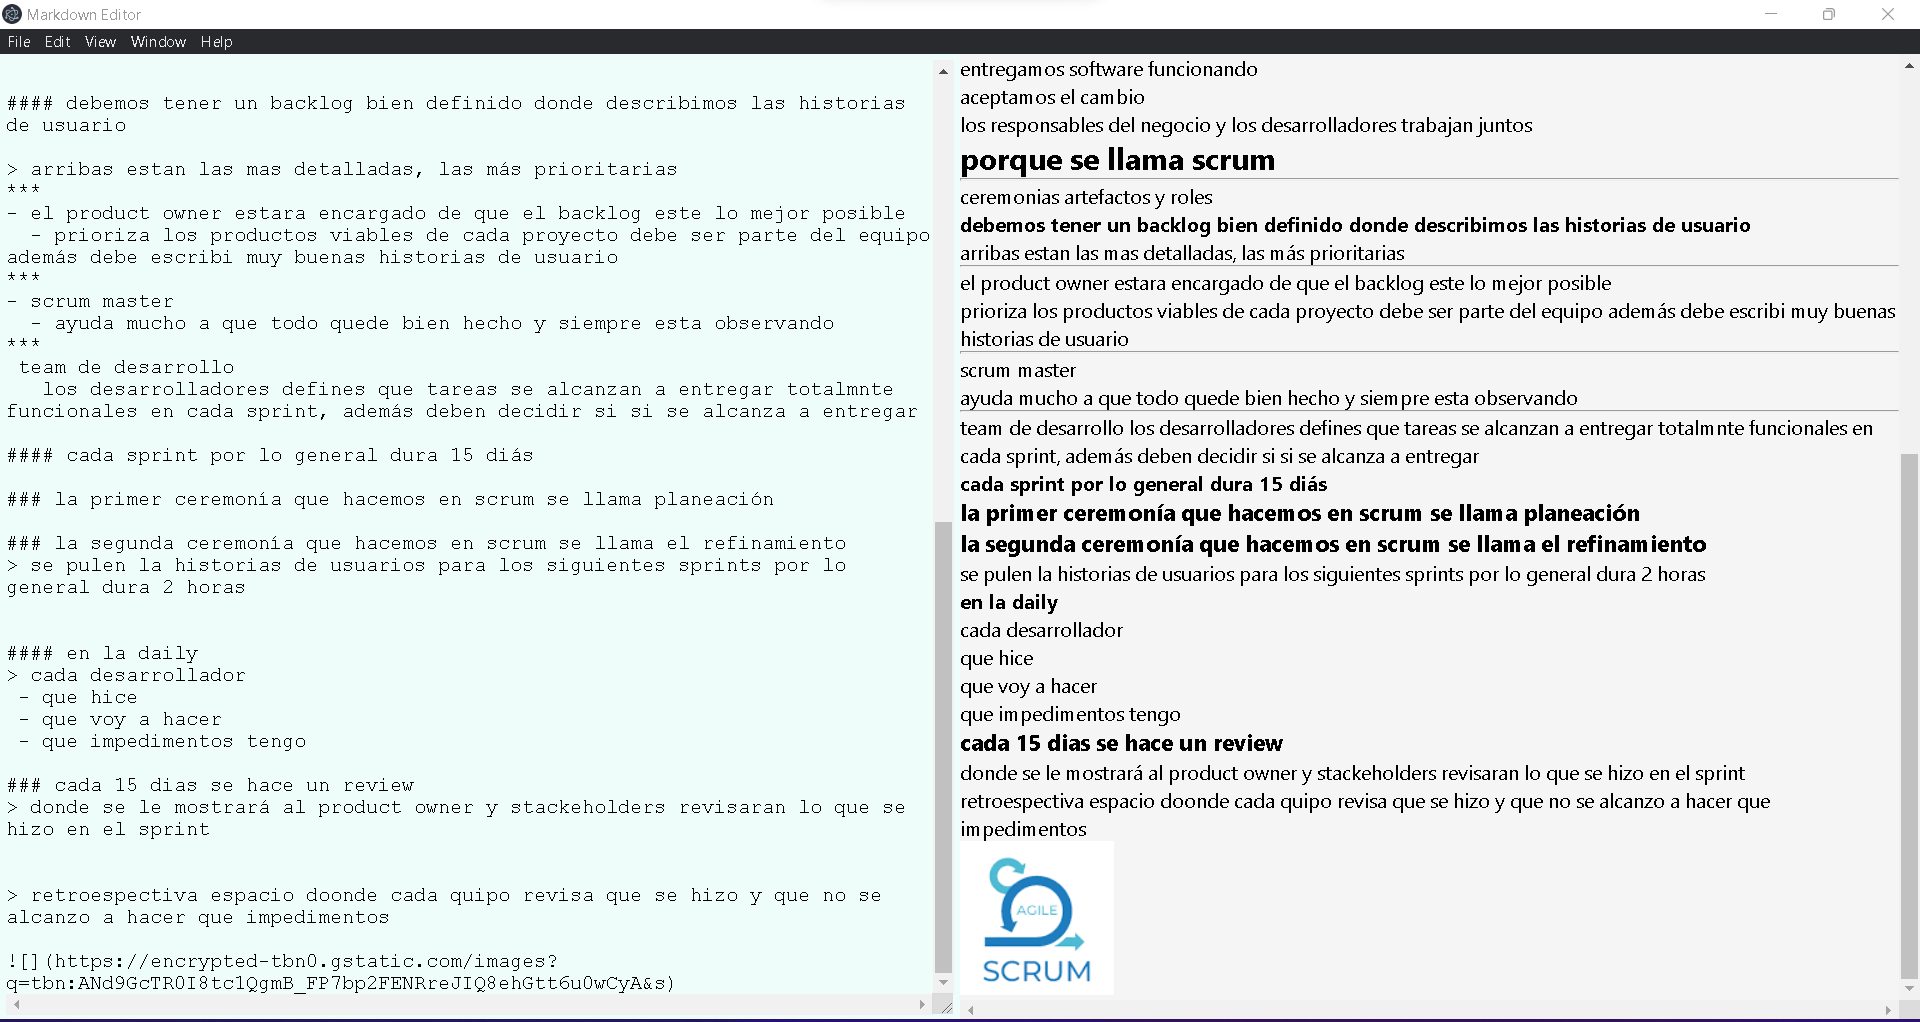 Markdown Editor
File Edit View Window Help
#### debemos tener un backlog bien definido donde describimos las historias
de usuario
> arribas estan las mas detalladas, las más prioritarias
***
- el product owner estara encargado de que el backlog este lo mejor posible
- prioriza los productos viables de cada proyecto debe ser parte del equipo
además debe escribi muy buenas historias de usuario
***
- scrum master
- ayuda mucho a que todo quede bien hecho y siempre esta observando
***
team de desarrollo
los desarrolladores defines que tareas se alcanzan a entregar totalmnte
funcionales en cada sprint, además deben decidir si si se alcanza a entregar
#### cada sprint por lo general dura 15 diás
### la primer ceremonía que hacemos en scrum se llama planeación
### la segunda ceremonía que hacemos en scrum se llama el refinamiento
> se pulen la historias de usuarios para los siguientes sprints por lo
general dura 2 horas
#### en la daily
> cada desarrollador
- que hice
- que voy a hacer
- que impedimentos tengo
### cada 15 dias se hace un review
> donde se le mostrará al product owner y stackeholders revisaran lo que se
hizo en el sprint
> retroespectiva espacio doonde cada quipo revisa que se hizo y que no se
alcanzo a hacer que impedimentos
![](https://encrypted-tbn0.gstatic.com/images?
q=tbn:ANd9GcTR0I8tc1QgmB_FP7bp2FENRreJIQ8ehGtt6u0wCyA&s)
entregamos software funcionando
aceptamos el cambio
los responsables del negocio y los desarrolladores trabajan juntos
porque se llama scrum
ceremonias artefactos y roles
debemos tener un backlog bien definido donde describimos las historias de usuario
arribas estan las mas detalladas, las más prioritarias
el product owner estara encargado de que el backlog este lo mejor posible
prioriza los productos viables de cada proyecto debe ser parte del equipo además debe escribi muy buenas
historias de usuario
scrum master
ayuda mucho a que todo quede bien hecho y siempre esta observando
team de desarrollo los desarrolladores defines que tareas se alcanzan a entregar totalmnte funcionales en
cada sprint, además deben decidir si si se alcanza a entregar
cada sprint por lo general dura 15 diás
la primer ceremonía que hacemos en scrum se llama planeación
la segunda ceremonía que hacemos en scrum se llama el refinamiento
se pulen la historias de usuarios para los siguientes sprints por lo general dura 2 horas
en la daily
cada desarrollador
que hice
que voy a hacer
que impedimentos tengo
cada 15 dias se hace un review
donde se le mostrará al product owner y stackeholders revisaran lo que se hizo en el sprint
retroespectiva espacio doonde cada quipo revisa que se hizo y que no se alcanzo a hacer que
impedimentos
AGILE
SCRUM